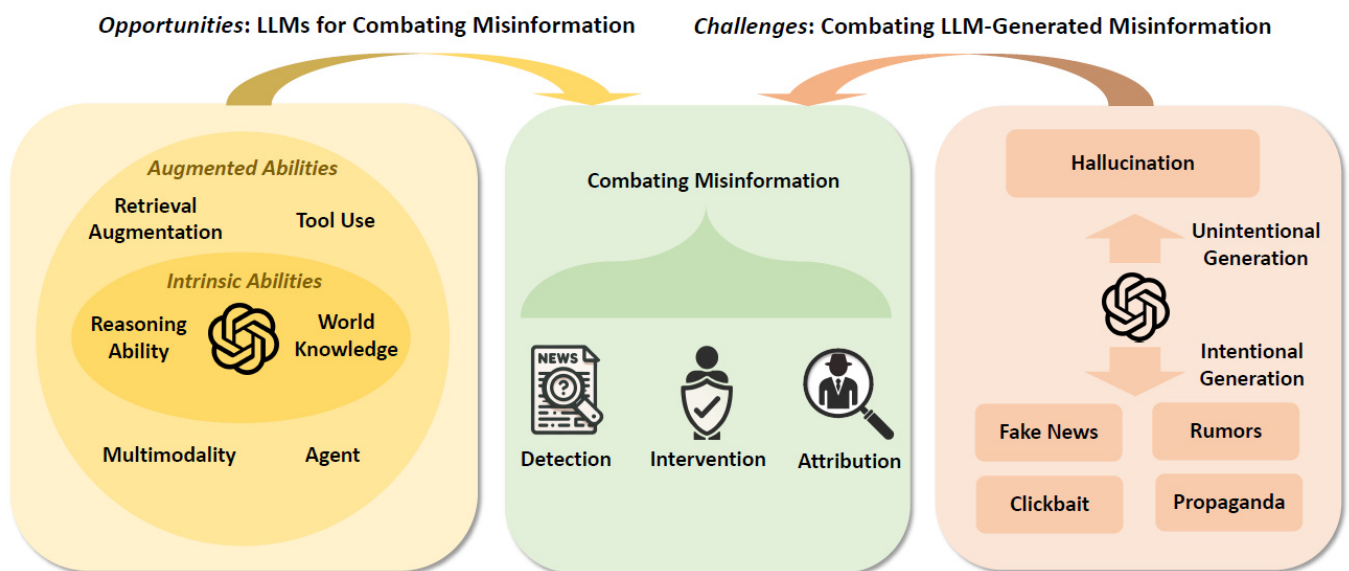 Opportunities: LLMs for Combating Misinformation
Challenges: Combating LLM-Generated Misinformation
Augmented Abilities
Retrieval
Augmentation
Tool Use
Intrinsic Abilities
Reasoning
Ability
World
Knowledge
Multimodality
Agent
Combating Misinformation
NEWS
?
Detection
Intervention
Attribution
Hallucination
Unintentional
Generation
Intentional
Generation
Fake News
Rumors
Clickbait
Propaganda